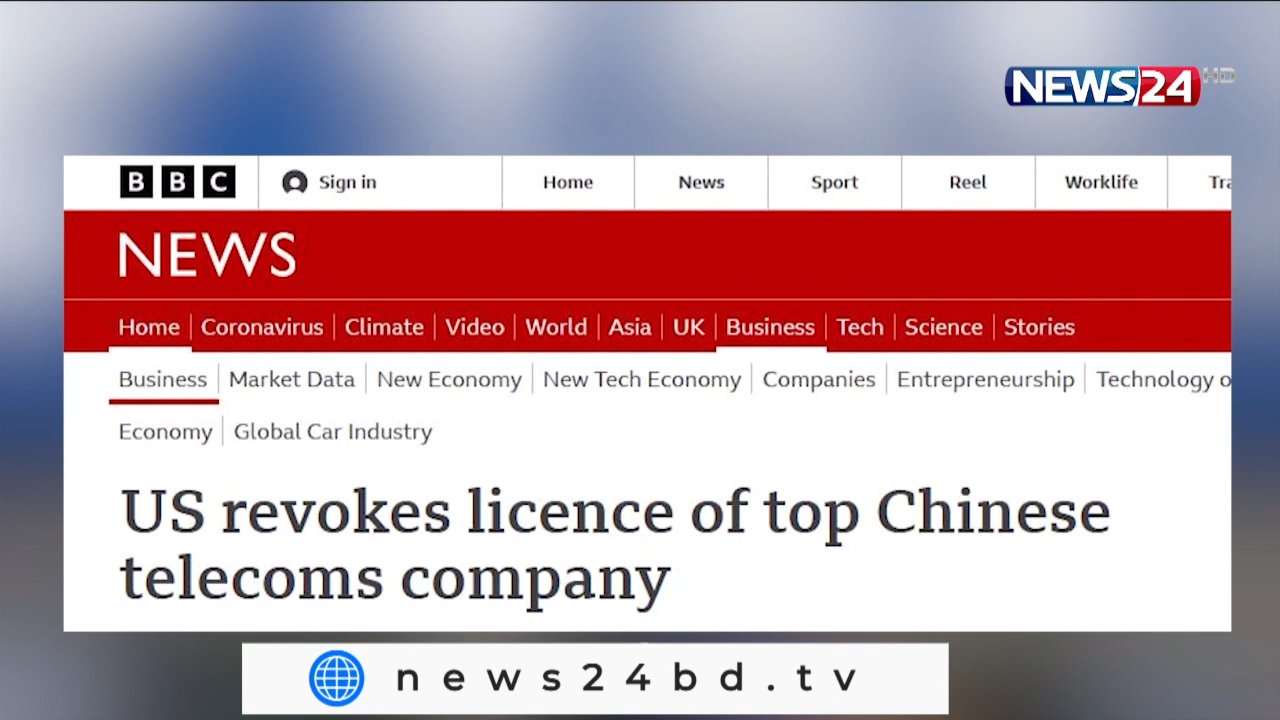 NEWS24 HD
BBC Sign in Home News Sport Reel Worklife Tra
NEWS
Home Coronavirus Climate Video World Asia UK Business Tech Science Stories
Business Market Data New Economy New Tech Economy Companies Entrepreneurship Technology o
Economy Global Car Industry
US revokes licence of top Chinese
telecoms company
news24bd.tv